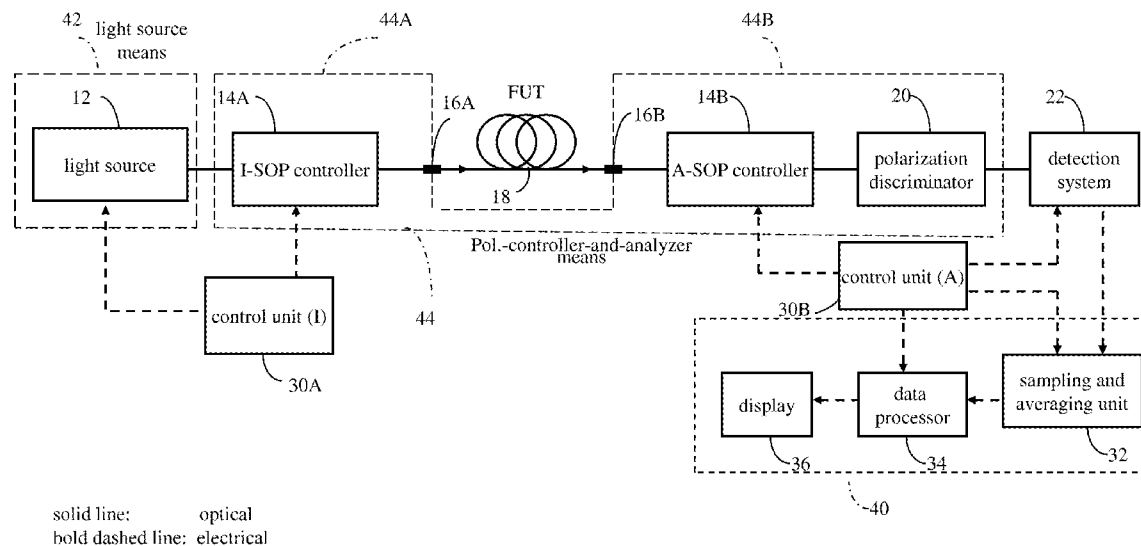 42
light source
means
44A
44B
12
14A
16A
FUT
16B
14B
20
22
light source
I-SOP controller
18
A-SOP controller
polarization
discriminator
detection
system
Pol.-controller-and-analyzer
means
control unit (I)
44
control unit (A)
30B
30A
display
data
processor
sampling and
averaging unit
36
34
32
40
solid line: optical
bold dashed line: electrical